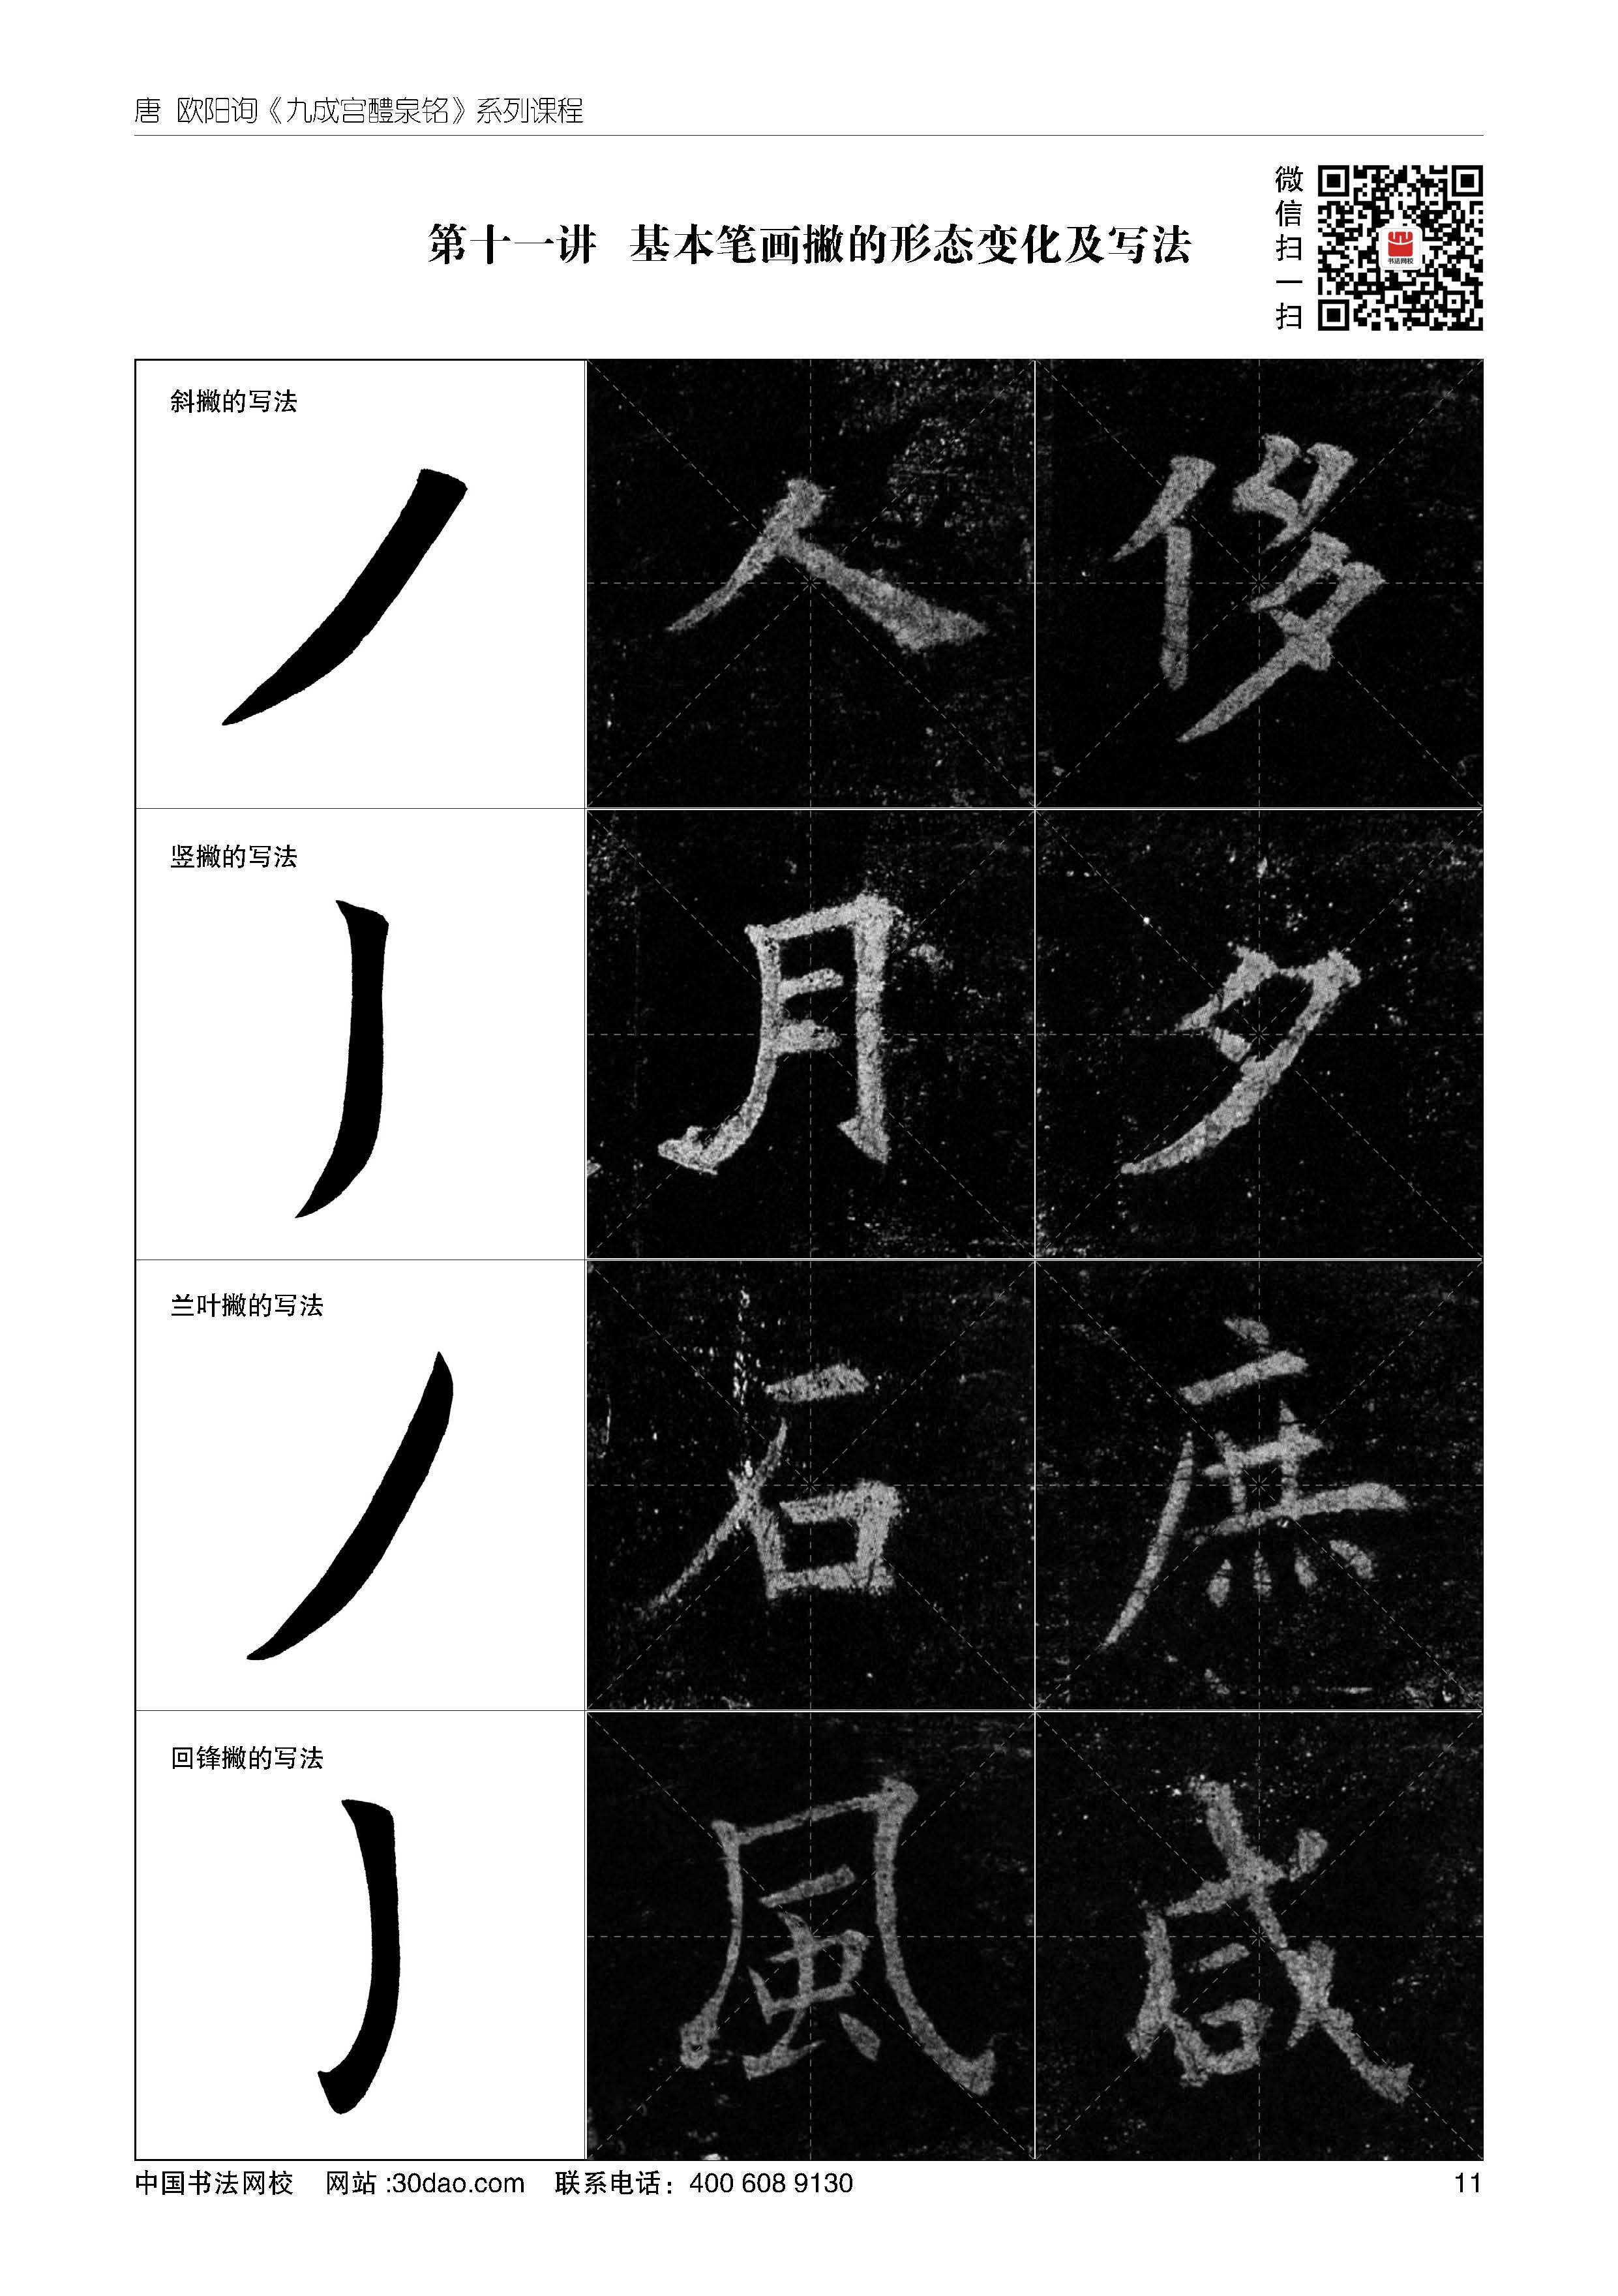 唐 欧阳询《九成宫醴泉铭》系列课程
第十一讲 基本笔画撇的形态变化及写法
微信扫一扫
书法网校
斜撇的写法
人 侈
竖撇的写法
月 夕
兰叶撇的写法
石 庶
回锋撇的写法
風 咸
中国书法网校 网站:30dao.com 联系电话：400 608 9130
11